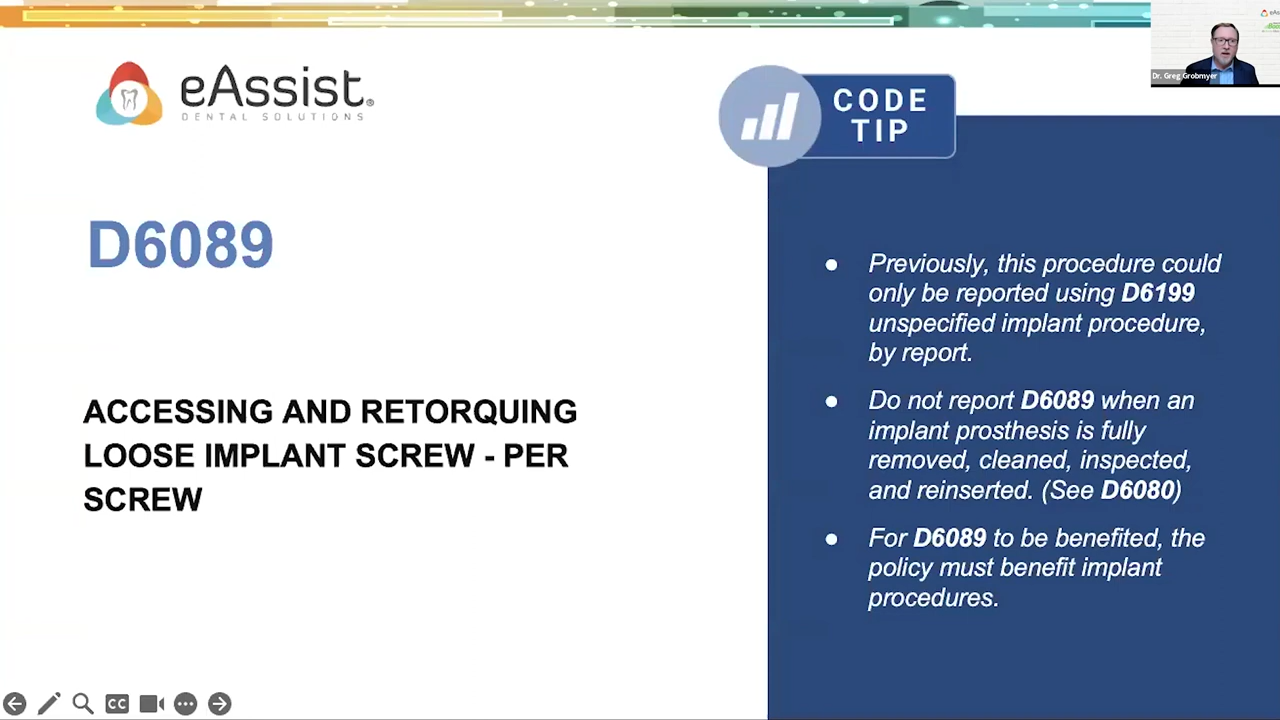 eAssist®
DENTAL SOLUTIONS
D6089
ACCESSING AND RETORQUING
LOOSE IMPLANT SCREW - PER
SCREW
CODE
TIP
● Previously, this procedure could
only be reported using D6199
unspecified implant procedure,
by report.
● Do not report D6089 when an
implant prosthesis is fully
removed, cleaned, inspected,
and reinserted. (See D6080)
● For D6089 to be benefited, the
policy must benefit implant
procedures.
Dr. Greg Grobmyer
CC